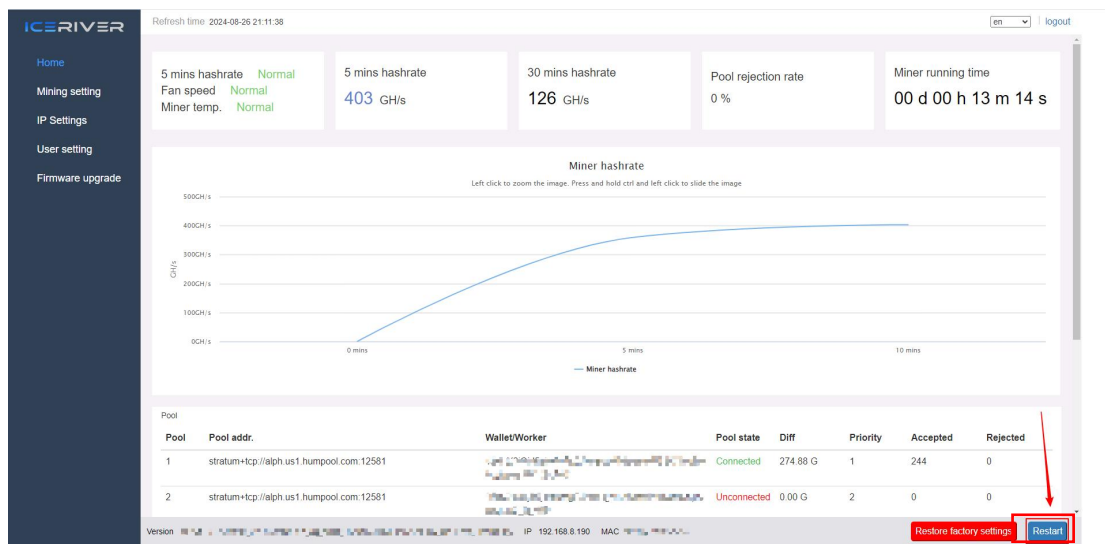 ICERIVER
Refresh time 2024-08-26 21:11:38
en
logout
Home
Mining setting
IP Settings
User setting
Firmware upgrade
5 mins hashrate Normal
Fan speed Normal
Miner temp. Normal
5 mins hashrate
403 GH/s
30 mins hashrate
126 GH/s
Pool rejection rate
0 %
Miner running time
00 d 00 h 13 m 14 s
Miner hashrate
Left click to zoom the image. Press and hold ctrl and left click to slide the image
500GH/s
400GH/s
300GH/s
200GH/s
100GH/s
0GH/s
GH/s
0 mins
5 mins
10 mins
Miner hashrate
Pool
Pool Pool addr. Wallet/Worker Pool state Diff Priority Accepted Rejected
1 stratum+tcp://alph.us1.humpool.com:12581 Connected 274.88 G 1 244 0
2 stratum+tcp://alph.us1.humpool.com:12581 Unconnected 0.00 G 2 0 0
Version IP 192.168.8.190 MAC Restore factory settings Restart